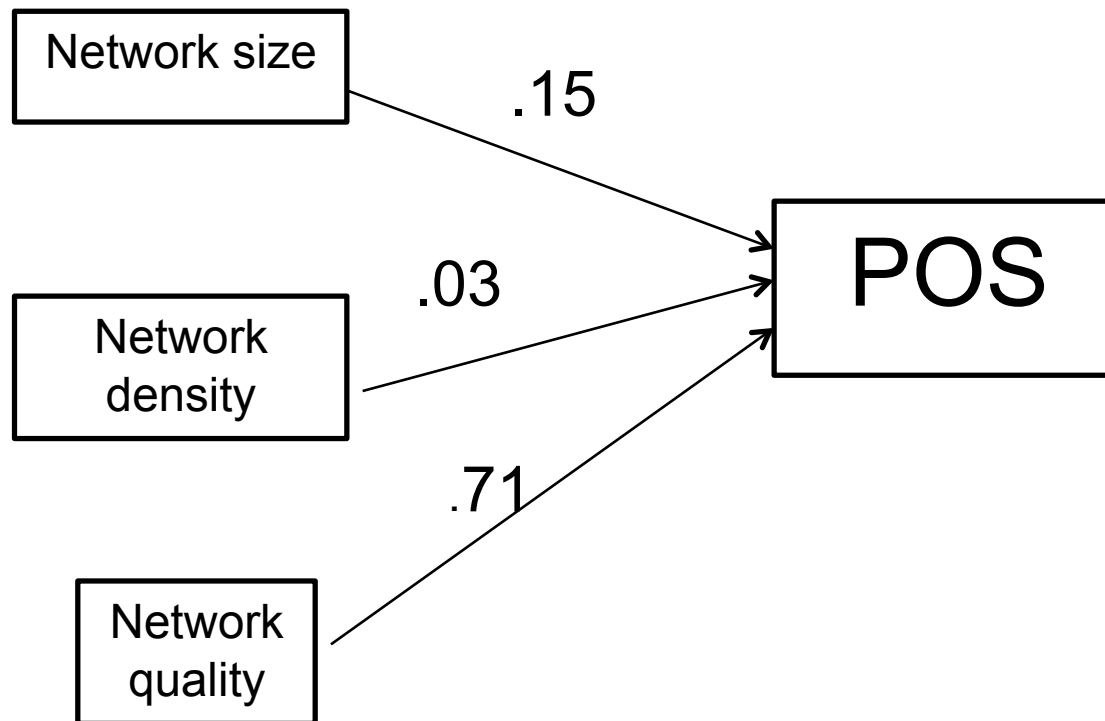 Network size
.15
POS
.03
Network
density
.71
Network
quality